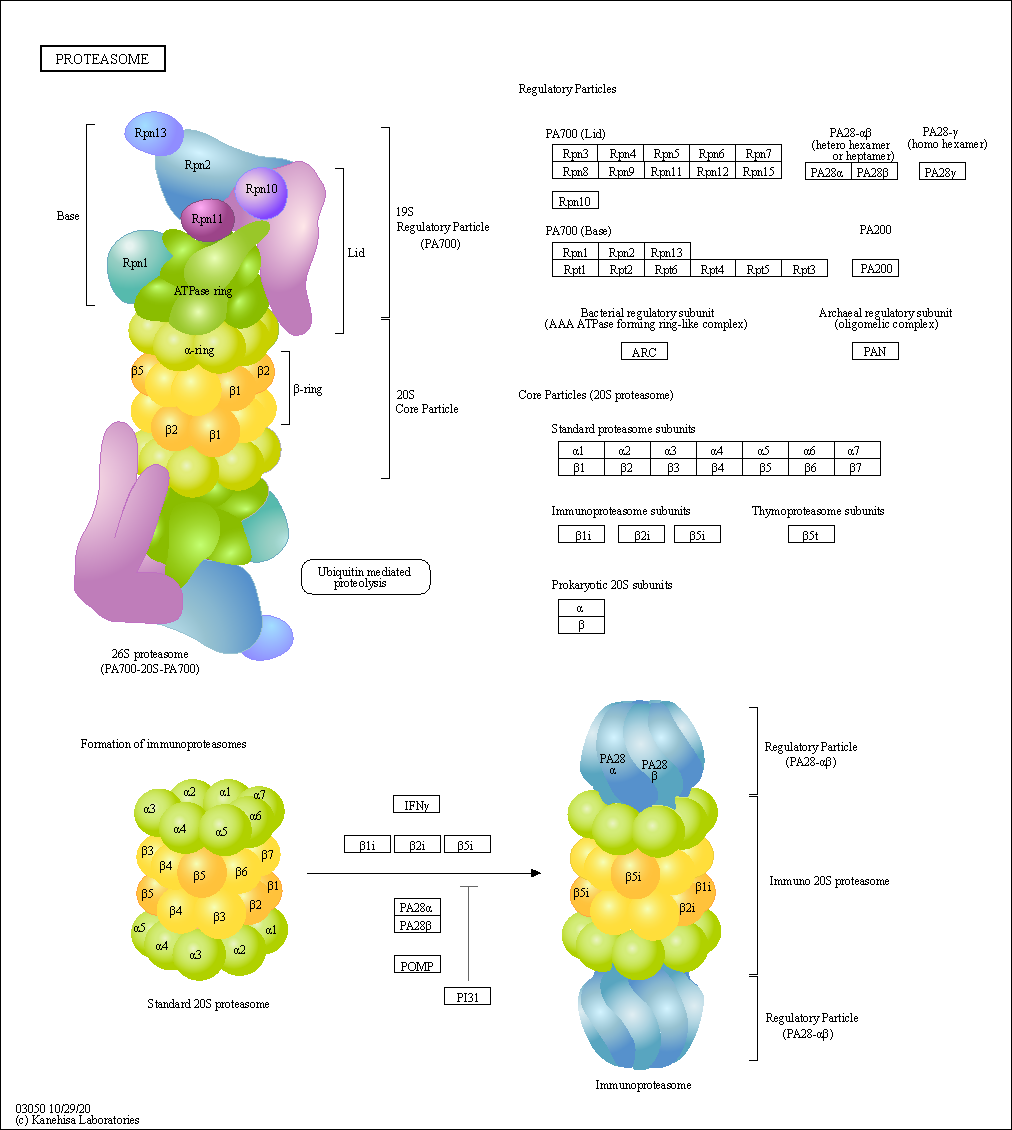 PROTEASOME
Rpn13
Rpn2
Rpn10
Rpn11
Rpn1
ATPase ring
Base
Lid
19S
Regulatory Particle
(PA700)
α-ring
β5
β2
β1
β-ring
β2
β1
20S
Core Particle
Ubiquitin mediated
proteolysis
26S proteasome
(PA700-20S-PA700)
Regulatory Particles
PA700 (Lid)
Rpn3 Rpn4 Rpn5 Rpn6 Rpn7
Rpn8 Rpn9 Rpn11 Rpn12 Rpn15
Rpn10
PA28-αβ
(hetero hexamer
or heptamer)
PA28α PA28β
PA28-γ
(homo hexamer)
PA28γ
PA700 (Base)
Rpn1 Rpn2 Rpn13
Rpt1 Rpt2 Rpt6 Rpt4 Rpt5 Rpt3
PA200
PA200
Bacterial regulatory subunit
(AAA ATPase forming ring-like complex)
ARC
Archaeal regulatory subunit
(oligomelic complex)
PAN
Core Particles (20S proteasome)
Standard proteasome subunits
α1 α2 α3 α4 α5 α6 α7
β1 β2 β3 β4 β5 β6 β7
Immunoproteasome subunits
β1i β2i β5i
Thymoproteasome subunits
β5t
Prokaryotic 20S subunits
α
β
Formation of immunoproteasomes
α2 α1 α7
α3 α6
α4 α5
β3 β7
β4 β6
β5
β5 β1
β4 β3 β2
α5 α1
α4 α3 α2
Standard 20S proteasome
IFNγ
β1i β2i β5i
PA28α
PA28β
POMP
PI31
PA28
α
PA28
β
β5i
β5i
β1i
β2i
Regulatory Particle
(PA28-αβ)
Immuno 20S proteasome
Regulatory Particle
(PA28-αβ)
Immunoproteasome
03050 10/29/20
(c) Kanehisa Laboratories